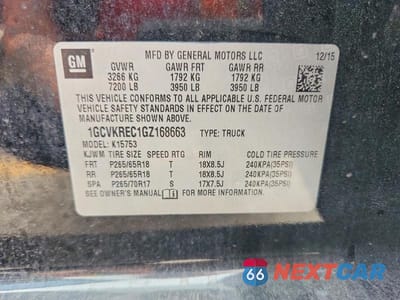 GM
MFD BY GENERAL MOTORS LLC
12/15
GVWR GAWR FRT GAWR RR
3266 KG 1792 KG 1792 KG
7200 LB 3950 LB 3950 LB
THIS VEHICLE CONFORMS TO ALL APPLICABLE U.S. FEDERAL MOTOR
VEHICLE SAFETY STANDARDS IN EFFECT ON THE DATE OF
MANUFACTURE SHOWN ABOVE.
1GCVKREC1GZ168663 TYPE: TRUCK
MODEL: K15753
KJWM TIRE SIZE SPEED RTG RIM COLD TIRE PRESSURE
FRT P265/65R18 T 18X8.5J 240KPA(35PSI)
RR P265/65R18 T 18X8.5J 240KPA(35PSI)
SPA P265/70R17 S 17X7.5J 240KPA(35PSI)
SEE OWNER'S MANUAL FOR MORE INFORMATION.
66 NEXTCAR